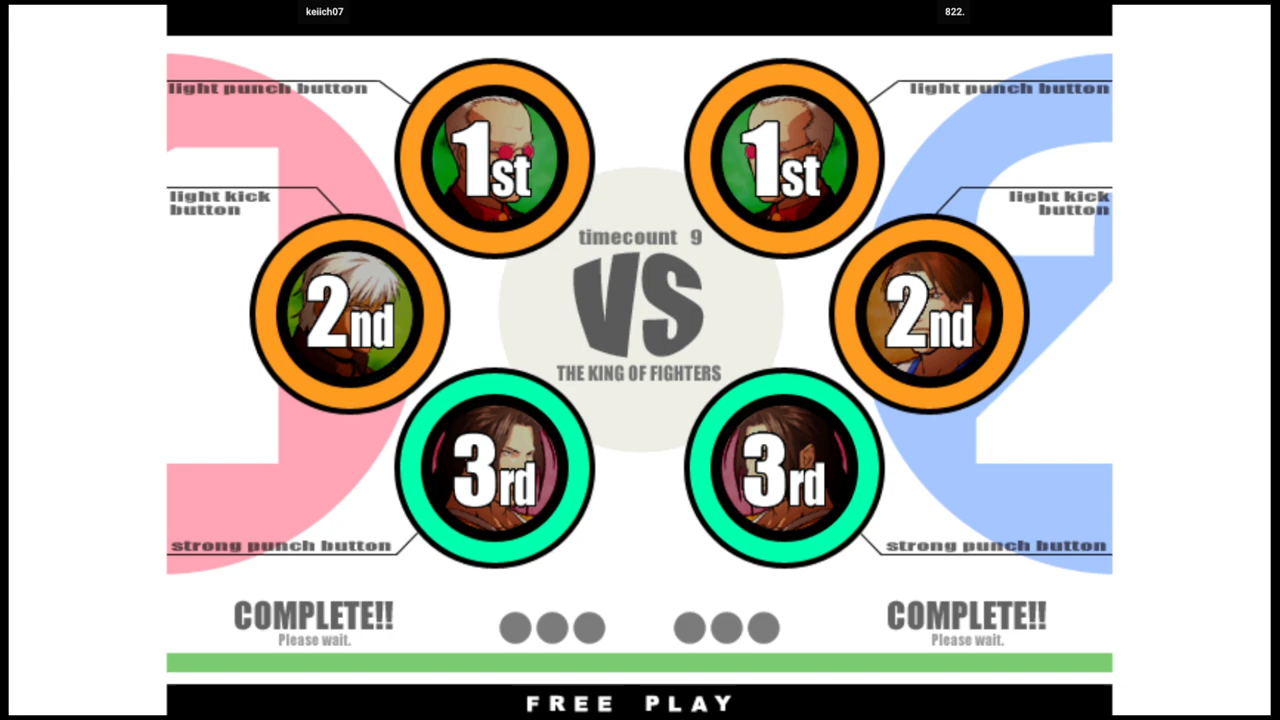 keiich07
822.
light punch button
light punch button
1st
1st
light kick
button
light kick
button
timecount 9
VS
2nd
2nd
THE KING OF FIGHTERS
3rd
3rd
strong punch button
strong punch button
COMPLETE!!
Please wait.
COMPLETE!!
Please wait.
FREE PLAY